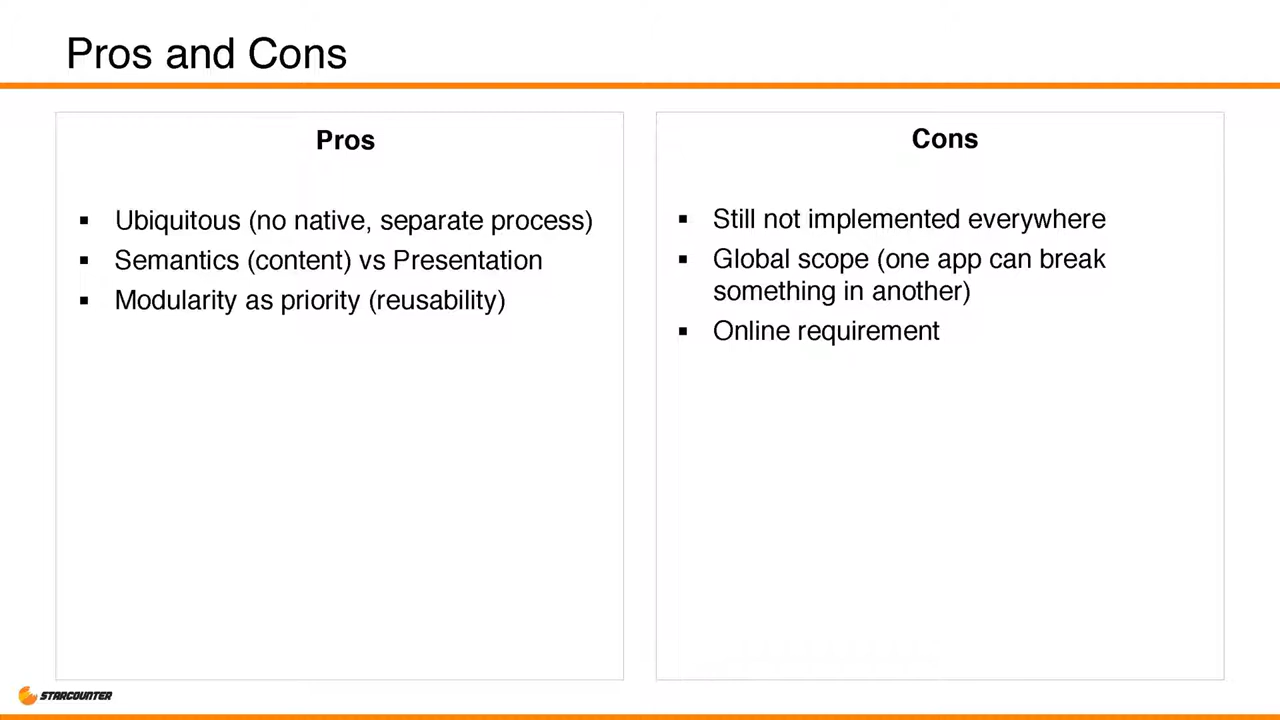 Pros and Cons
Pros
▪ Ubiquitous (no native, separate process)
▪ Semantics (content) vs Presentation
▪ Modularity as priority (reusability)
Cons
▪ Still not implemented everywhere
▪ Global scope (one app can break
something in another)
▪ Online requirement
STARCOUNTER